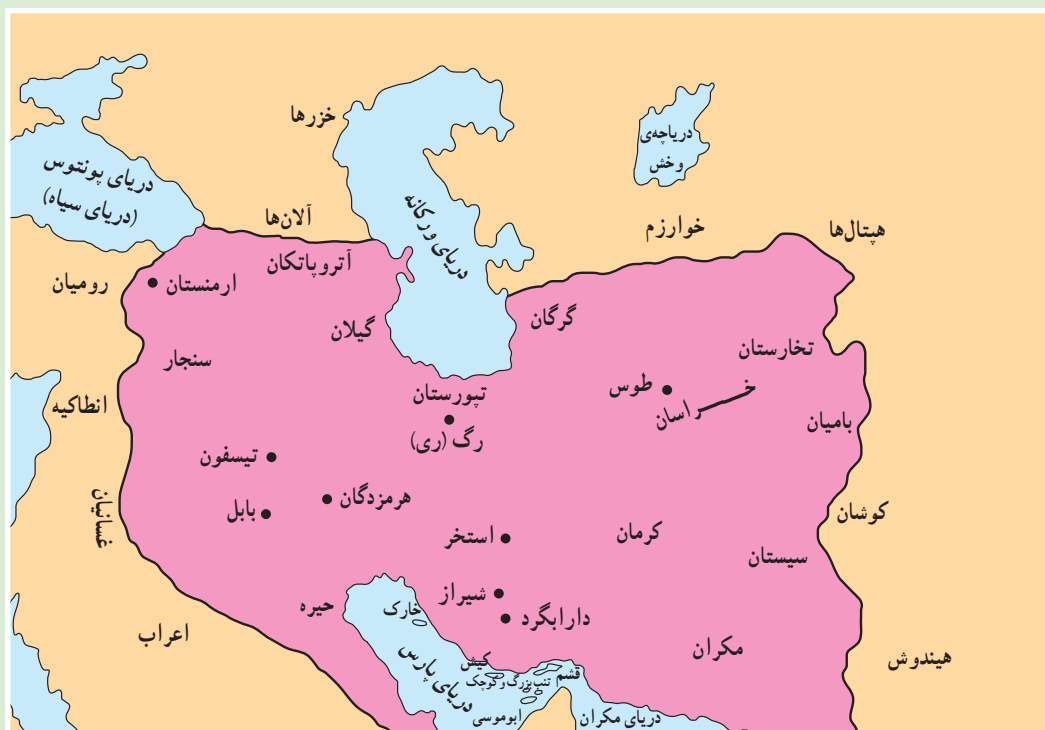 خزرها
دریاچه‌ی
وخش
دریای پونتوس
(دریای سیاه)
آلان‌ها
دریای ورکانه
خوارزم
هپتال‌ها
آتروپاتکان
رومیان
ارمنستان
گیلان
گرگان
سنجار
تخارستان
انطاکیه
تپورستان
طوس
خراسان
بامیان
رگ (ری)
تیسفون
هرمزدگان
بابل
غسانیان
استخر
کرمان
کوشان
سیستان
شیراز
حیره
خارک
دارابگرد
اعراب
مکران
هیندوش
دریای پارس
کیش
قشم
تنب‌بزرگ‌وکوچک
ابوموسی
دریای مکران